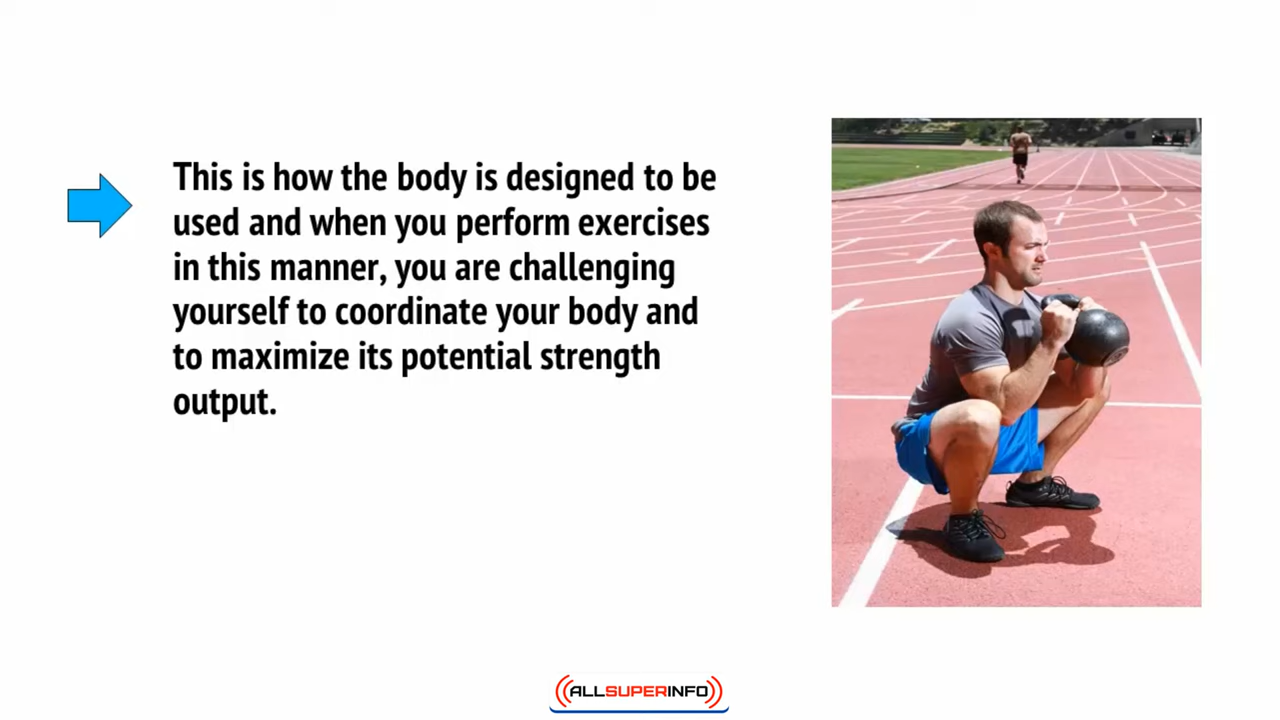 This is how the body is designed to be
used and when you perform exercises
in this manner, you are challenging
yourself to coordinate your body and
to maximize its potential strength
output.
ALLSUPERINFO